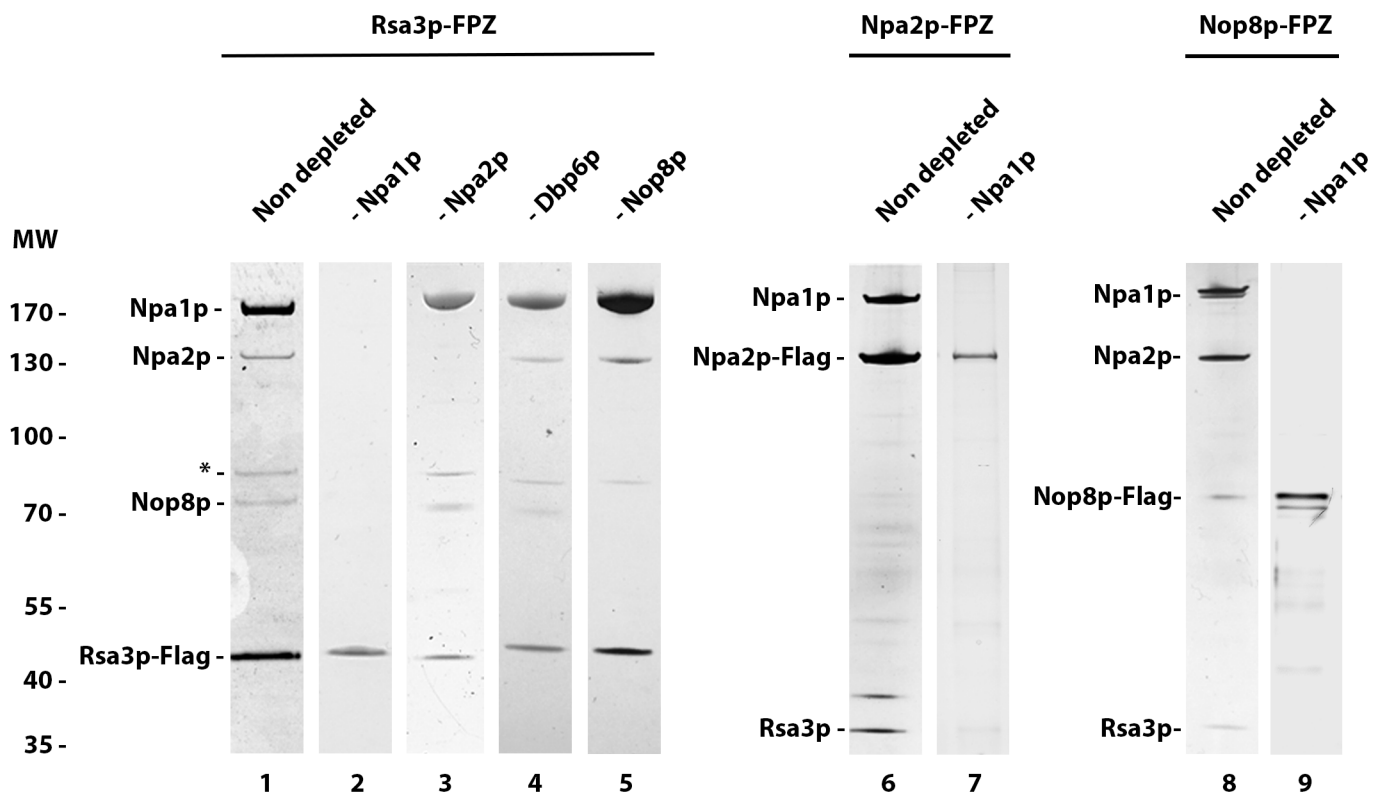 Rsa3p-FPZ
Npa2p-FPZ
Nop8p-FPZ
Non depleted
- Npa1p
- Npa2p
- Dbp6p
- Nop8p
Non depleted
- Npa1p
Non depleted
- Npa1p
MW
170 -
130 -
100 -
70 -
55 -
40 -
35 -
Npa1p -
Npa2p -
* -
Nop8p -
Rsa3p-Flag -
Npa1p -
Npa2p-Flag -
Rsa3p -
Npa1p-
Npa2p-
Nop8p-Flag-
Rsa3p-
1 2 3 4 5 6 7 8 9